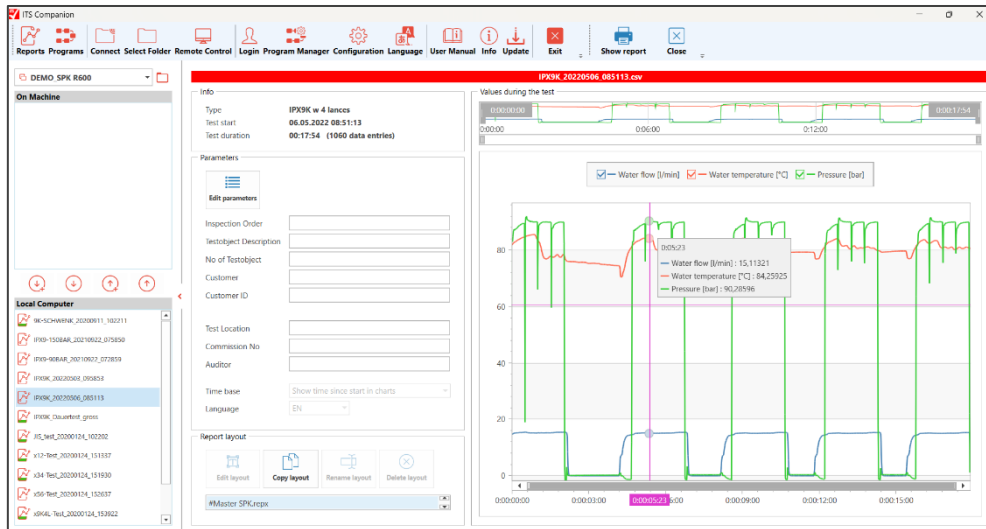 ITS Companion
Reports Programs Connect Select Folder Remote Control Login Program Manager Configuration Language User Manual Info Update Exit Show report Close
DEMO SPK R600
On Machine
Local Computer
9K-SCHWENK_20200911_102211
IPX9-150BAR_20210922_075850
IPX9-90BAR_20210922_072850
IPX9K_20220503_095853
IPX9K_20220506_085113
IPX9K_Dauertest_gross
JIS_test_20200124_102202
x12-Test_20200124_151337
x34-Test_20200124_151930
x56-Test_20200124_132637
x9K4L-Test_20200124_153922
IPX9K_20220506_085113.csv
Info
Type IPX9K w 4 lances
Test start 06.05.2022 08:51:13
Test duration 00:17:54 (1060 data entries)
Parameters
Edit parameters
Inspection Order
Testobject Description
No of Testobject
Customer
Customer ID
Test Location
Commission No
Auditor
Time base Show time since start in charts
Language EN
Report layout
Edit layout Copy layout Rename layout Delete layout
#Master SPK.repx
Values during the test
0:00:00:00 0:00:17:54
0:00:00 0:06:00 0:12:00
Water flow [l/min] Water temperature [°C] Pressure [bar]
80
60
40
20
0
0:05:23
Water flow [l/min] : 15,11321
Water temperature [°C] : 84,25925
Pressure [bar] : 90,28596
0:00:00:00 0:00:03:00 0:00:05:23 5:00 0:00:09:00 0:00:12:00 0:00:15:00